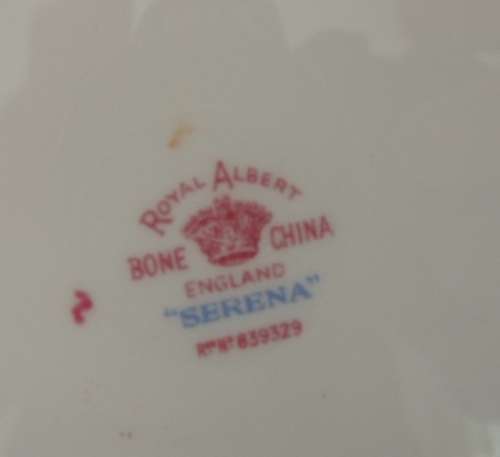 ROYAL ALBERT
BONE CHINA
ENGLAND
"SERENA"
Rᴰ Nº 839329